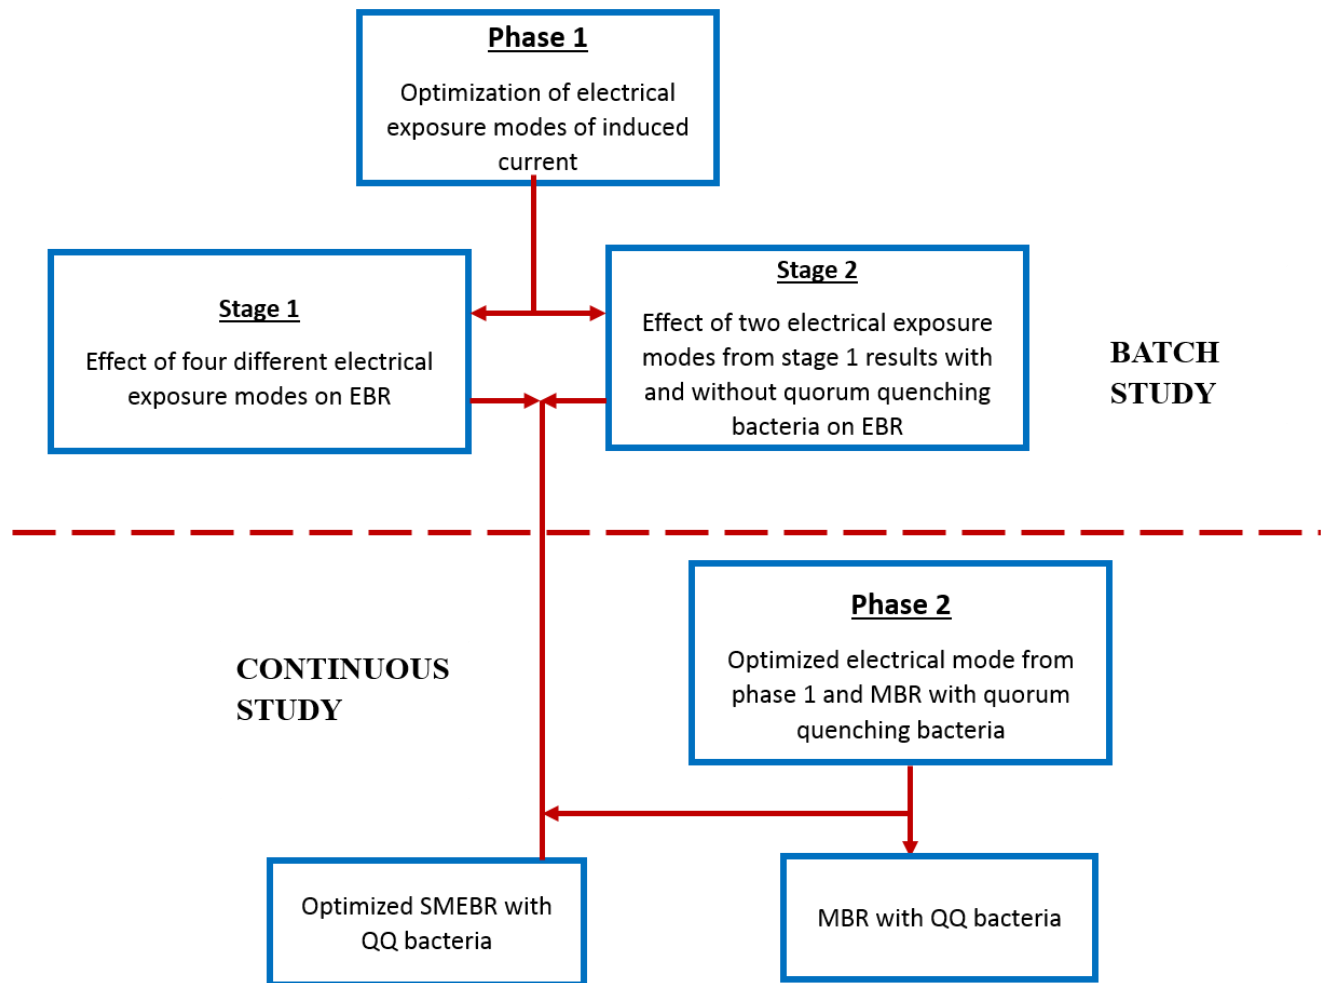 Phase 1
Optimization of electrical
exposure modes of induced
current
Stage 1
Effect of four different electrical
exposure modes on EBR
Stage 2
Effect of two electrical exposure
modes from stage 1 results with
and without quorum quenching
bacteria on EBR
BATCH
STUDY
CONTINUOUS
STUDY
Phase 2
Optimized electrical mode from
phase 1 and MBR with quorum
quenching bacteria
Optimized SMEBR with
QQ bacteria
MBR with QQ bacteria